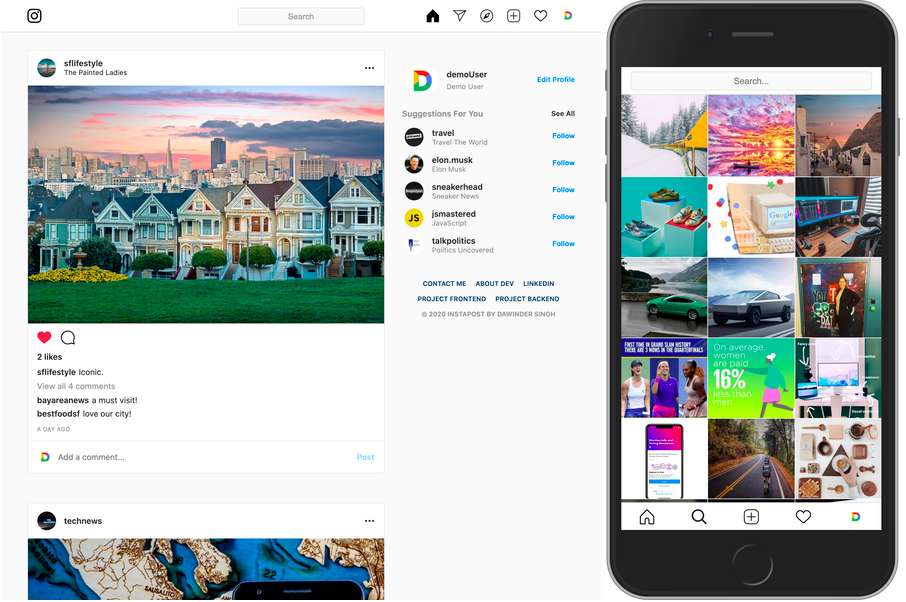 Search
sflifestyle
The Painted Ladies
2 likes
sflifestyle Iconic.
View all 4 comments
bayareanews a must visit!
bestfoodsf love our city!
A DAY AGO
Add a comment...
Post
technews
22
demoUser
Demo User
Edit Profile
Suggestions For You
See All
travel
Travel The World
Follow
elon.musk
Elon Musk
Follow
sneakerhead
Sneaker News
Follow
JS
jsmastered
JavaScript
Follow
talkpolitics
Politics Uncovered
Follow
CONTACT ME ABOUT DEV LINKEDIN
PROJECT FRONTEND PROJECT BACKEND
© 2020 INSTAPOST BY DAWINDER SINGH
Search...
Google
FIRST TIME IN GRAND SLAM HISTORY
THERE ARE 3 MOMS IN THE QUARTERFINALS
On average,
women
are paid
16%
less than
men